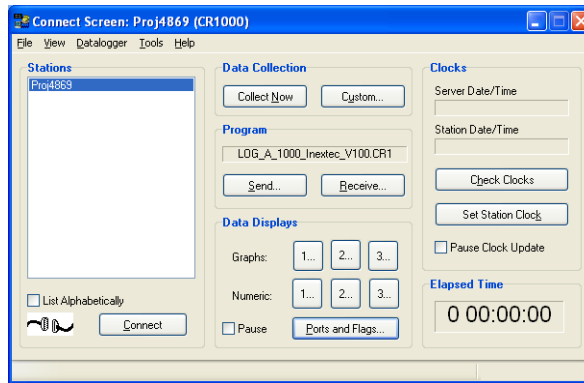 Connect Screen: Proj4869 (CR1000)
File View Datalogger Tools Help
Stations
Proj4869
List Alphabetically
Connect
Data Collection
Collect Now Custom...
Program
LOG_A_1000_Inextec_V100.CR1
Send... Receive...
Data Displays
Graphs: 1... 2... 3...
Numeric: 1... 2... 3...
Pause Ports and Flags...
Clocks
Server Date/Time
Station Date/Time
Check Clocks
Set Station Clock
Pause Clock Update
Elapsed Time
0 00:00:00